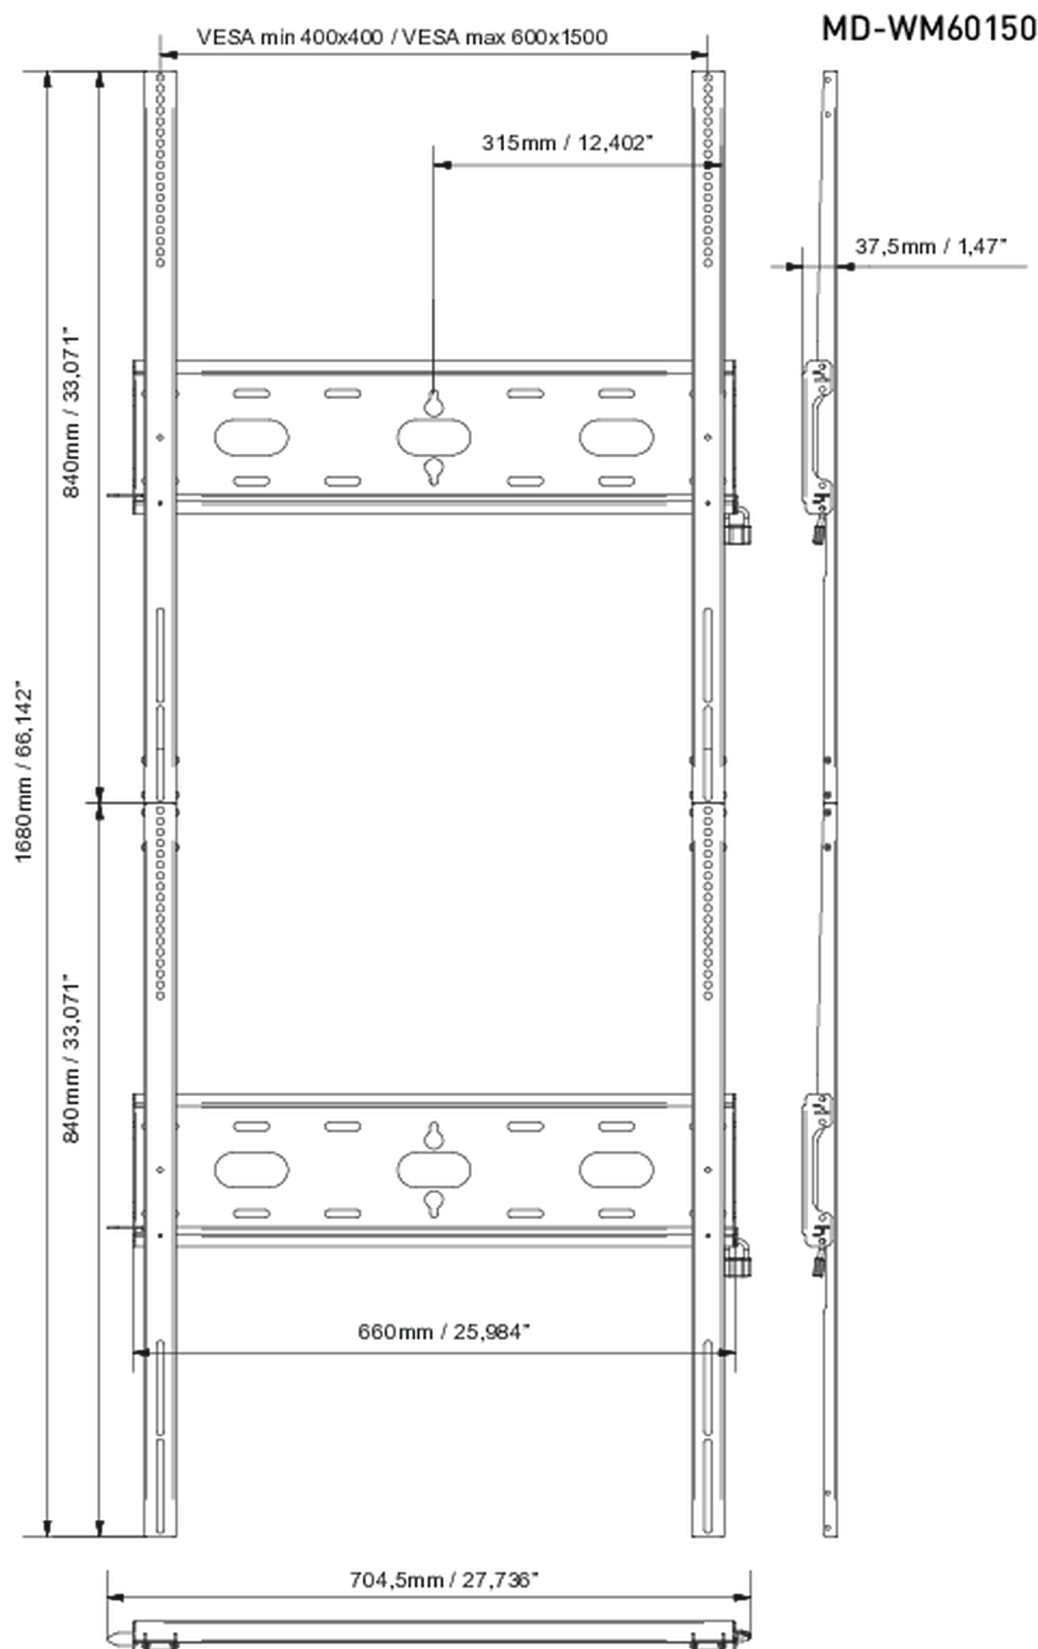 MD-WM60150
VESA min 400x400 / VESA max 600x1500
315mm / 12,402"
37,5mm / 1,47"
840mm / 33,071"
1680mm / 66,142"
840mm / 33,071"
660mm / 25,984"
704,5mm / 27,736"